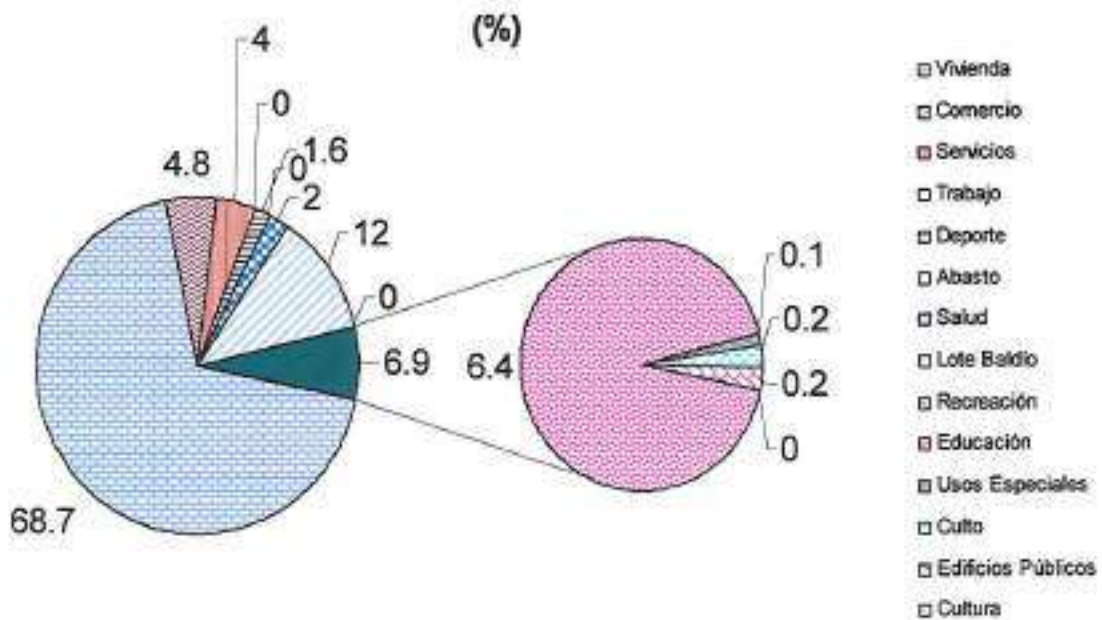 (%)
4
0
1.6
0
4.8
2
12
0
6.9
68.7
6.4
0.1
0.2
0.2
0
Vivienda
Comercio
Servicios
Trabajo
Deporte
Abasto
Salud
Lote Baldío
Recreación
Educación
Usos Especiales
Culto
Edificios Públicos
Cultura